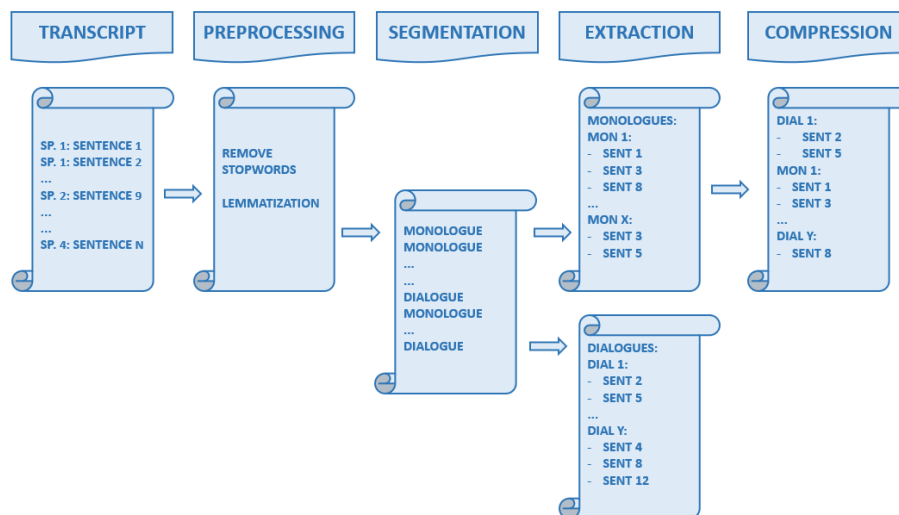 TRANSCRIPT
PREPROCESSING
SEGMENTATION
EXTRACTION
COMPRESSION
SP. 1: SENTENCE 1
SP. 1: SENTENCE 2
...
SP. 2: SENTENCE 9
...
...
SP. 4: SENTENCE N
REMOVE
STOPWORDS
LEMMATIZATION
MONOLOGUE
MONOLOGUE
...
...
DIALOGUE
MONOLOGUE
...
DIALOGUE
MONOLOGUES:
MON 1:
- SENT 1
- SENT 3
- SENT 8
...
MON X:
- SENT 3
- SENT 5
DIALOGUES:
DIAL 1:
- SENT 2
- SENT 5
...
DIAL Y:
- SENT 4
- SENT 8
- SENT 12
DIAL 1:
- SENT 2
- SENT 5
MON 1:
- SENT 1
- SENT 3
...
DIAL Y:
- SENT 8